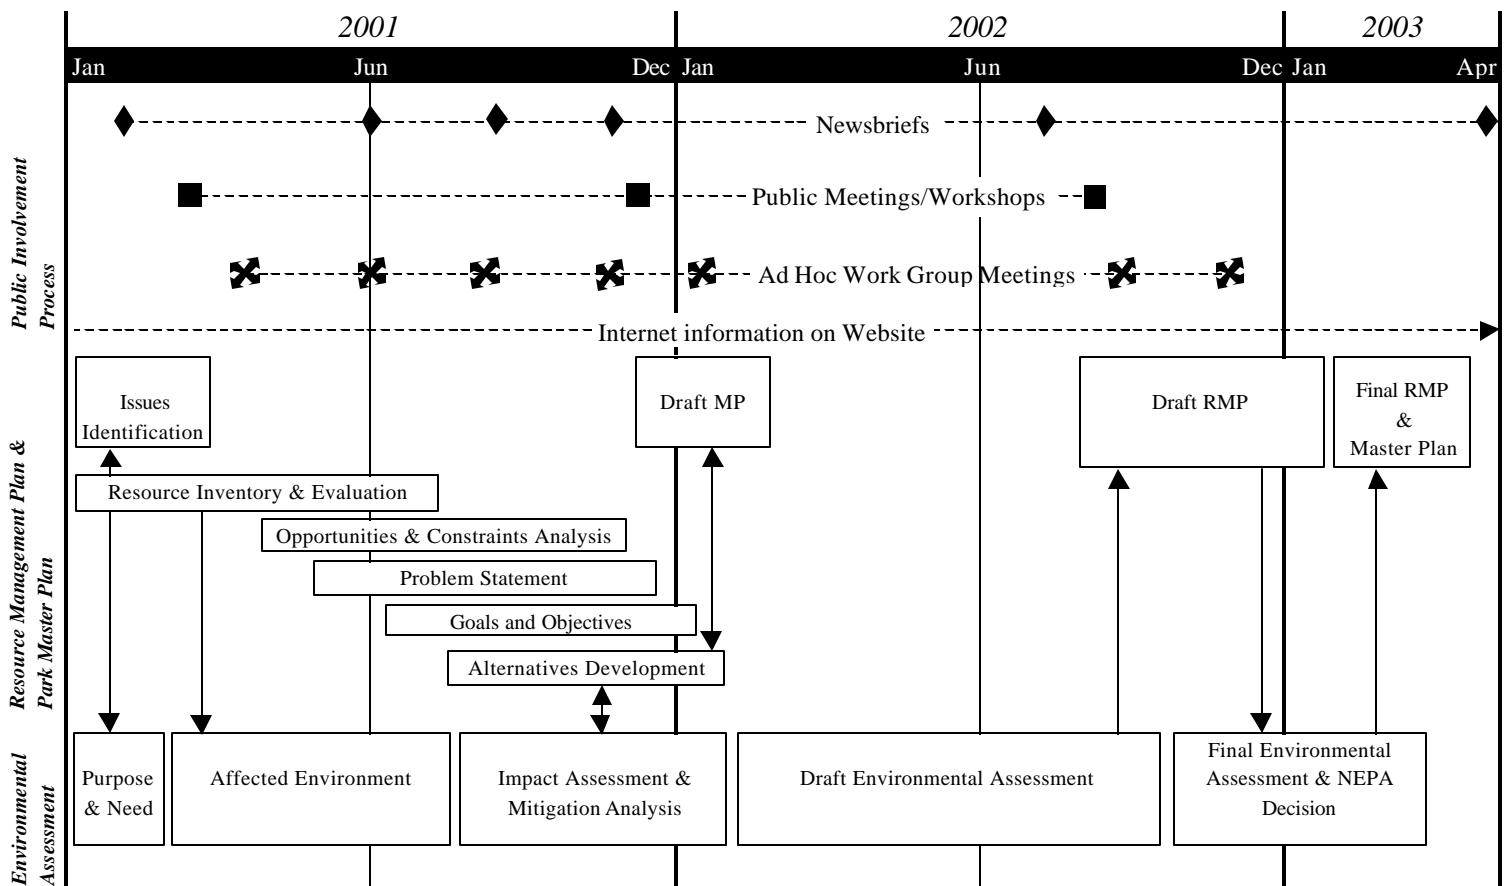 2001
2002
2003
Jan
Jun
Dec
Jan
Jun
Dec
Jan
Apr
Public Involvement
Process
Newsbriefs
Public Meetings/Workshops
Ad Hoc Work Group Meetings
Internet information on Website
Resource Management Plan &
Park Master Plan
Issues
Identification
Draft MP
Draft RMP
Final RMP
&
Master Plan
Resource Inventory & Evaluation
Opportunities & Constraints Analysis
Problem Statement
Goals and Objectives
Alternatives Development
Environmental
Assessment
Purpose
& Need
Affected Environment
Impact Assessment &
Mitigation Analysis
Draft Environmental Assessment
Final Environmental
Assessment & NEPA
Decision